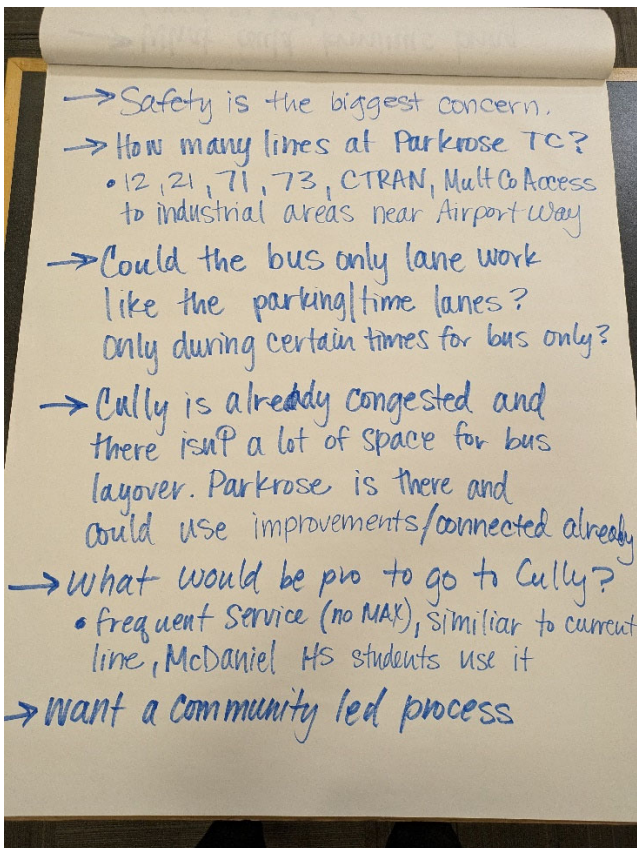 → Safety is the biggest concern.
→ How many lines at Parkrose TC?
• 12, 21, 71, 73, CTRAN, Mult Co Access
to industrial areas near Airport Way
→ Could the bus only lane work
like the parking/time lanes?
only during certain times for bus only?
→ Cully is already congested and
there isn't a lot of space for bus
layover. Parkrose is there and
could use improvements/connected already
→ What would be pro to go to Cully?
• frequent Service (no MAX), similiar to current
line, McDaniel HS students use it
→ want a community led process